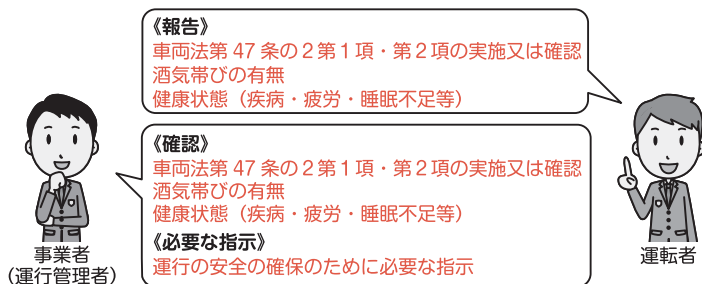 《報告》
車両法第 47 条の2第1項・第2項の実施又は確認
酒気帯びの有無
健康状態(疾病・疲労・睡眠不足等)
《確認》
車両法第 47 条の2第1項・第2項の実施又は確認
酒気帯びの有無
健康状態(疾病・疲労・睡眠不足等)
《必要な指示》
運行の安全の確保のために必要な指示
事業者
(運行管理者)
運転者